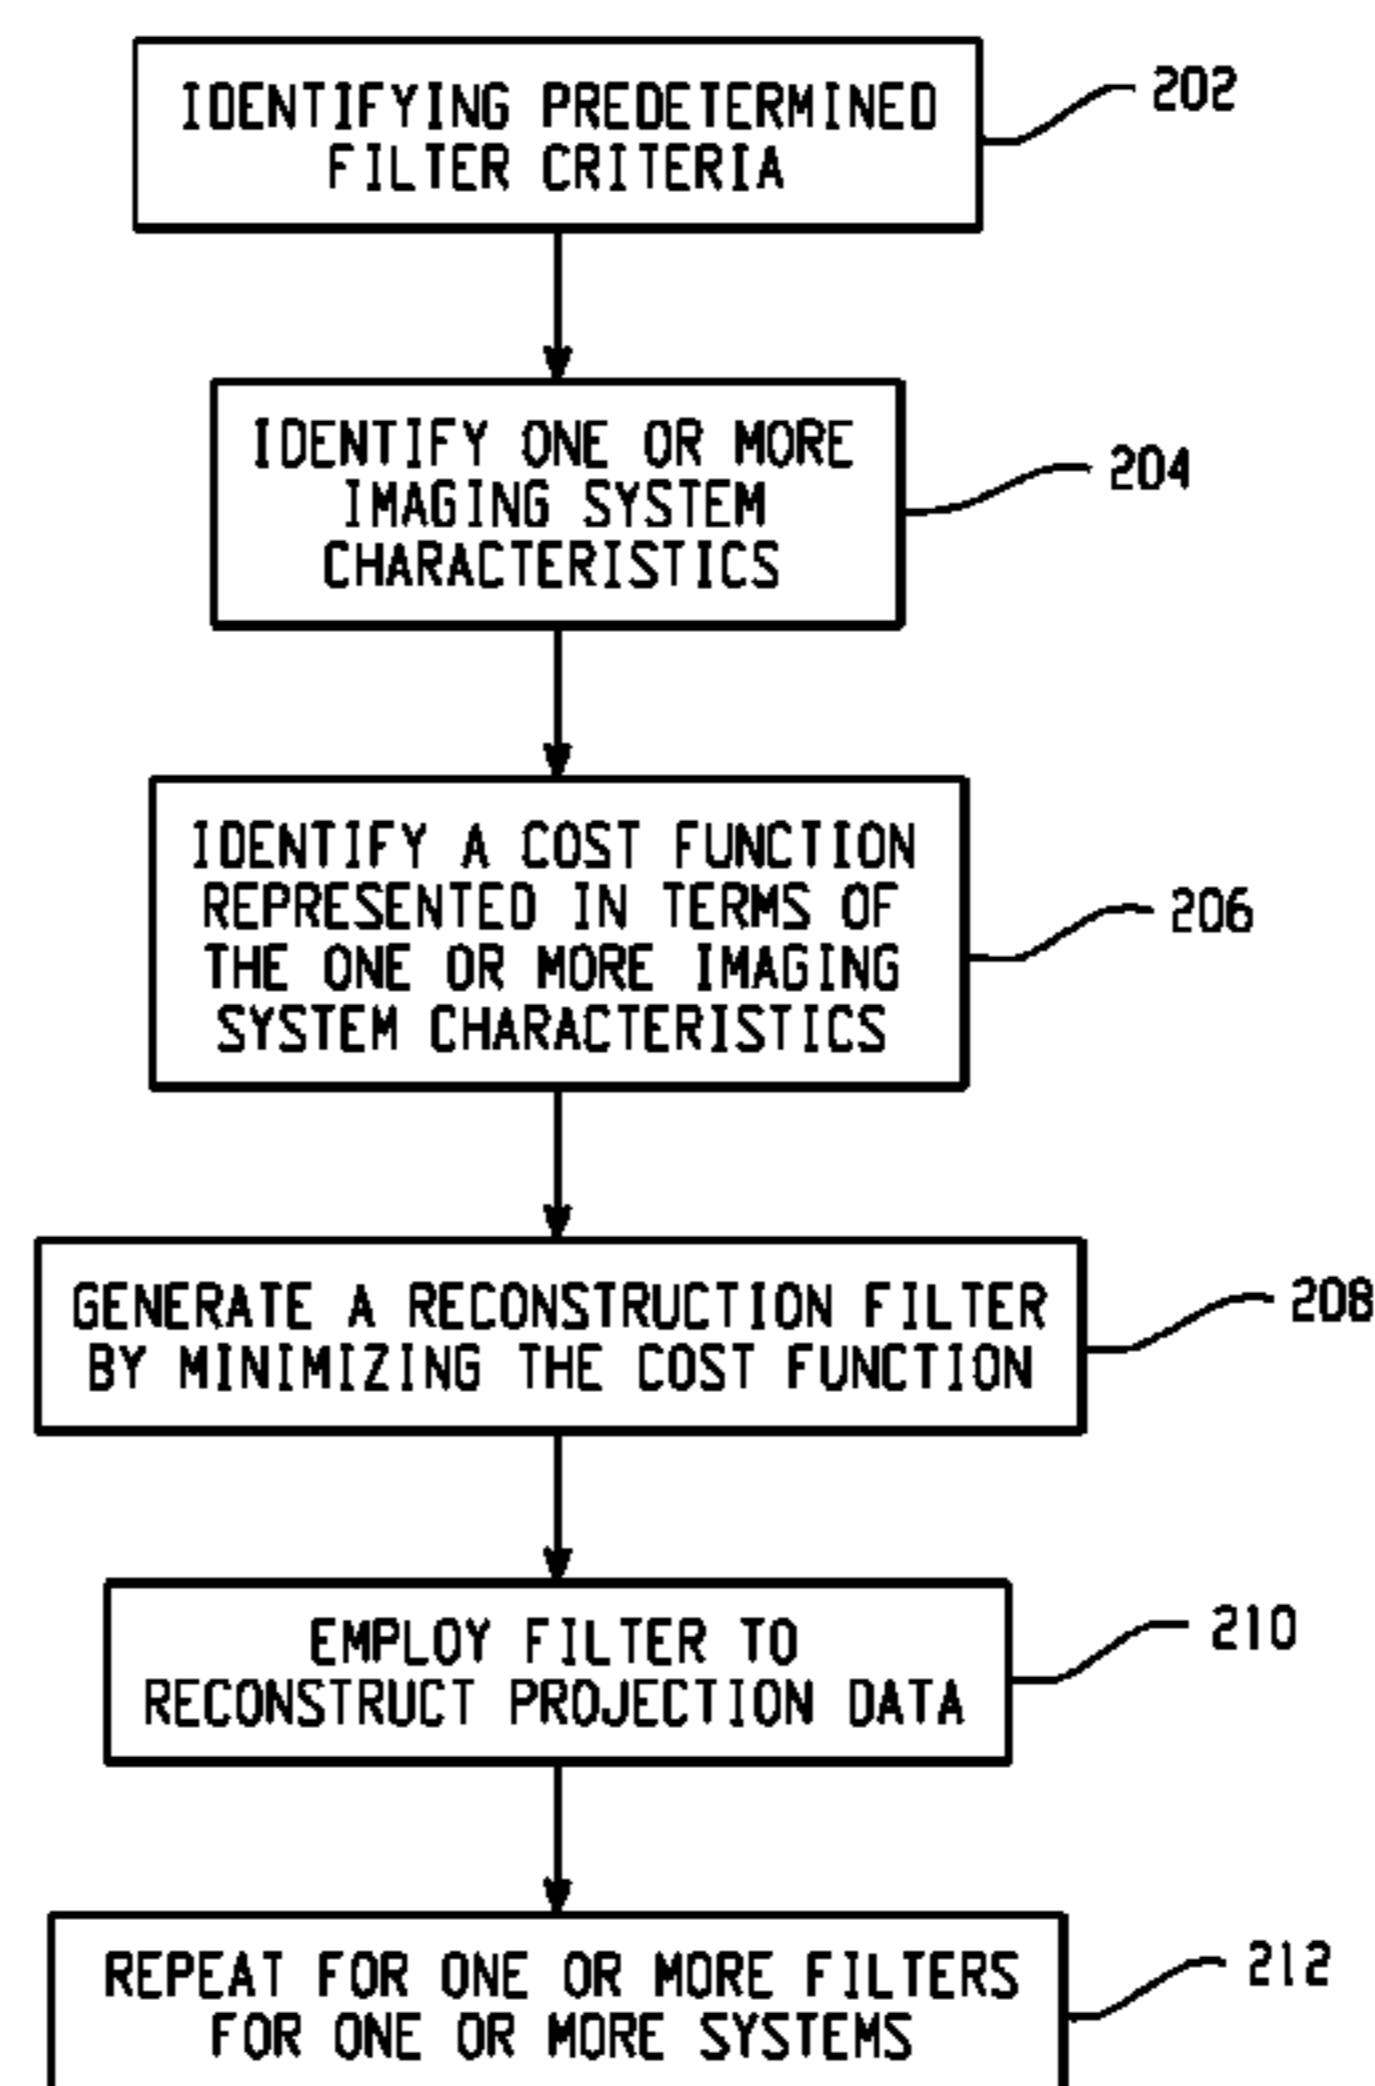 IDENTIFYING PREDETERMINED
FILTER CRITERIA
202
IDENTIFY ONE OR MORE
IMAGING SYSTEM
CHARACTERISTICS
204
IDENTIFY A COST FUNCTION
REPRESENTED IN TERMS OF
THE ONE OR MORE IMAGING
SYSTEM CHARACTERISTICS
206
GENERATE A RECONSTRUCTION FILTER
BY MINIMIZING THE COST FUNCTION
208
EMPLOY FILTER TO
RECONSTRUCT PROJECTION DATA
210
REPEAT FOR ONE OR MORE FILTERS
FOR ONE OR MORE SYSTEMS
212